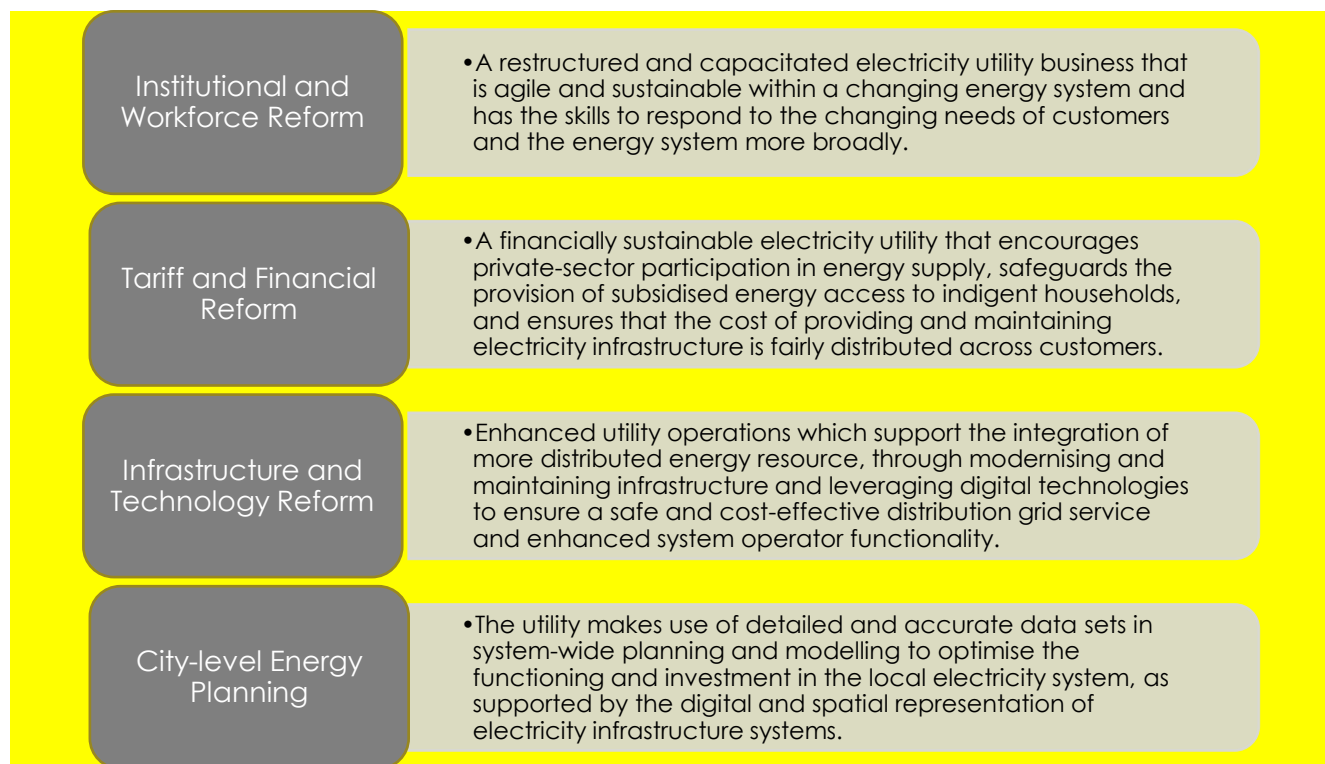 Institutional and
Workforce Reform
•A restructured and capacitated electricity utility business that
is agile and sustainable within a changing energy system and
has the skills to respond to the changing needs of customers
and the energy system more broadly.
Tariff and Financial
Reform
•A financially sustainable electricity utility that encourages
private-sector participation in energy supply, safeguards the
provision of subsidised energy access to indigent households,
and ensures that the cost of providing and maintaining
electricity infrastructure is fairly distributed across customers.
Infrastructure and
Technology Reform
•Enhanced utility operations which support the integration of
more distributed energy resource, through modernising and
maintaining infrastructure and leveraging digital technologies
to ensure a safe and cost-effective distribution grid service
and enhanced system operator functionality.
City-level Energy
Planning
•The utility makes use of detailed and accurate data sets in
system-wide planning and modelling to optimise the
functioning and investment in the local electricity system, as
supported by the digital and spatial representation of
electricity infrastructure systems.